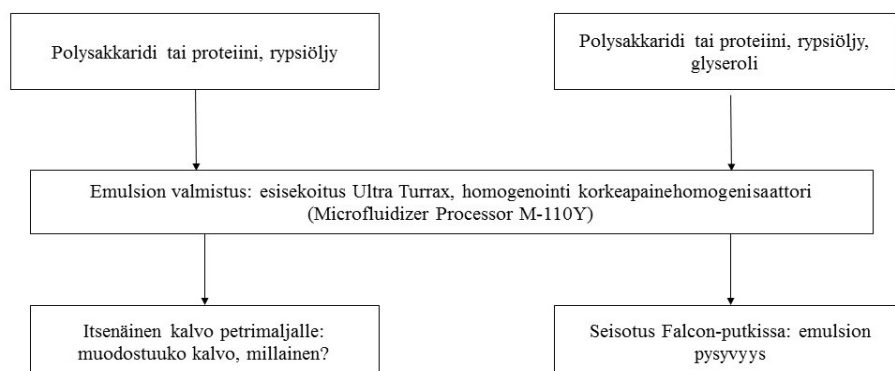 Polysakkaridi tai proteiini, rypsiöljy
Polysakkaridi tai proteiini, rypsiöljy,
glyseroli
Emulsion valmistus: esisekoitus Ultra Turrax, homogenointi korkeapainehomogenisaattori
(Microfluidizer Processor M-110Y)
Itsenäinen kalvo petrimaljalle:
muodostuuko kalvo, millainen?
Seisotus Falcon-putkissa: emulsion
pysyvyys